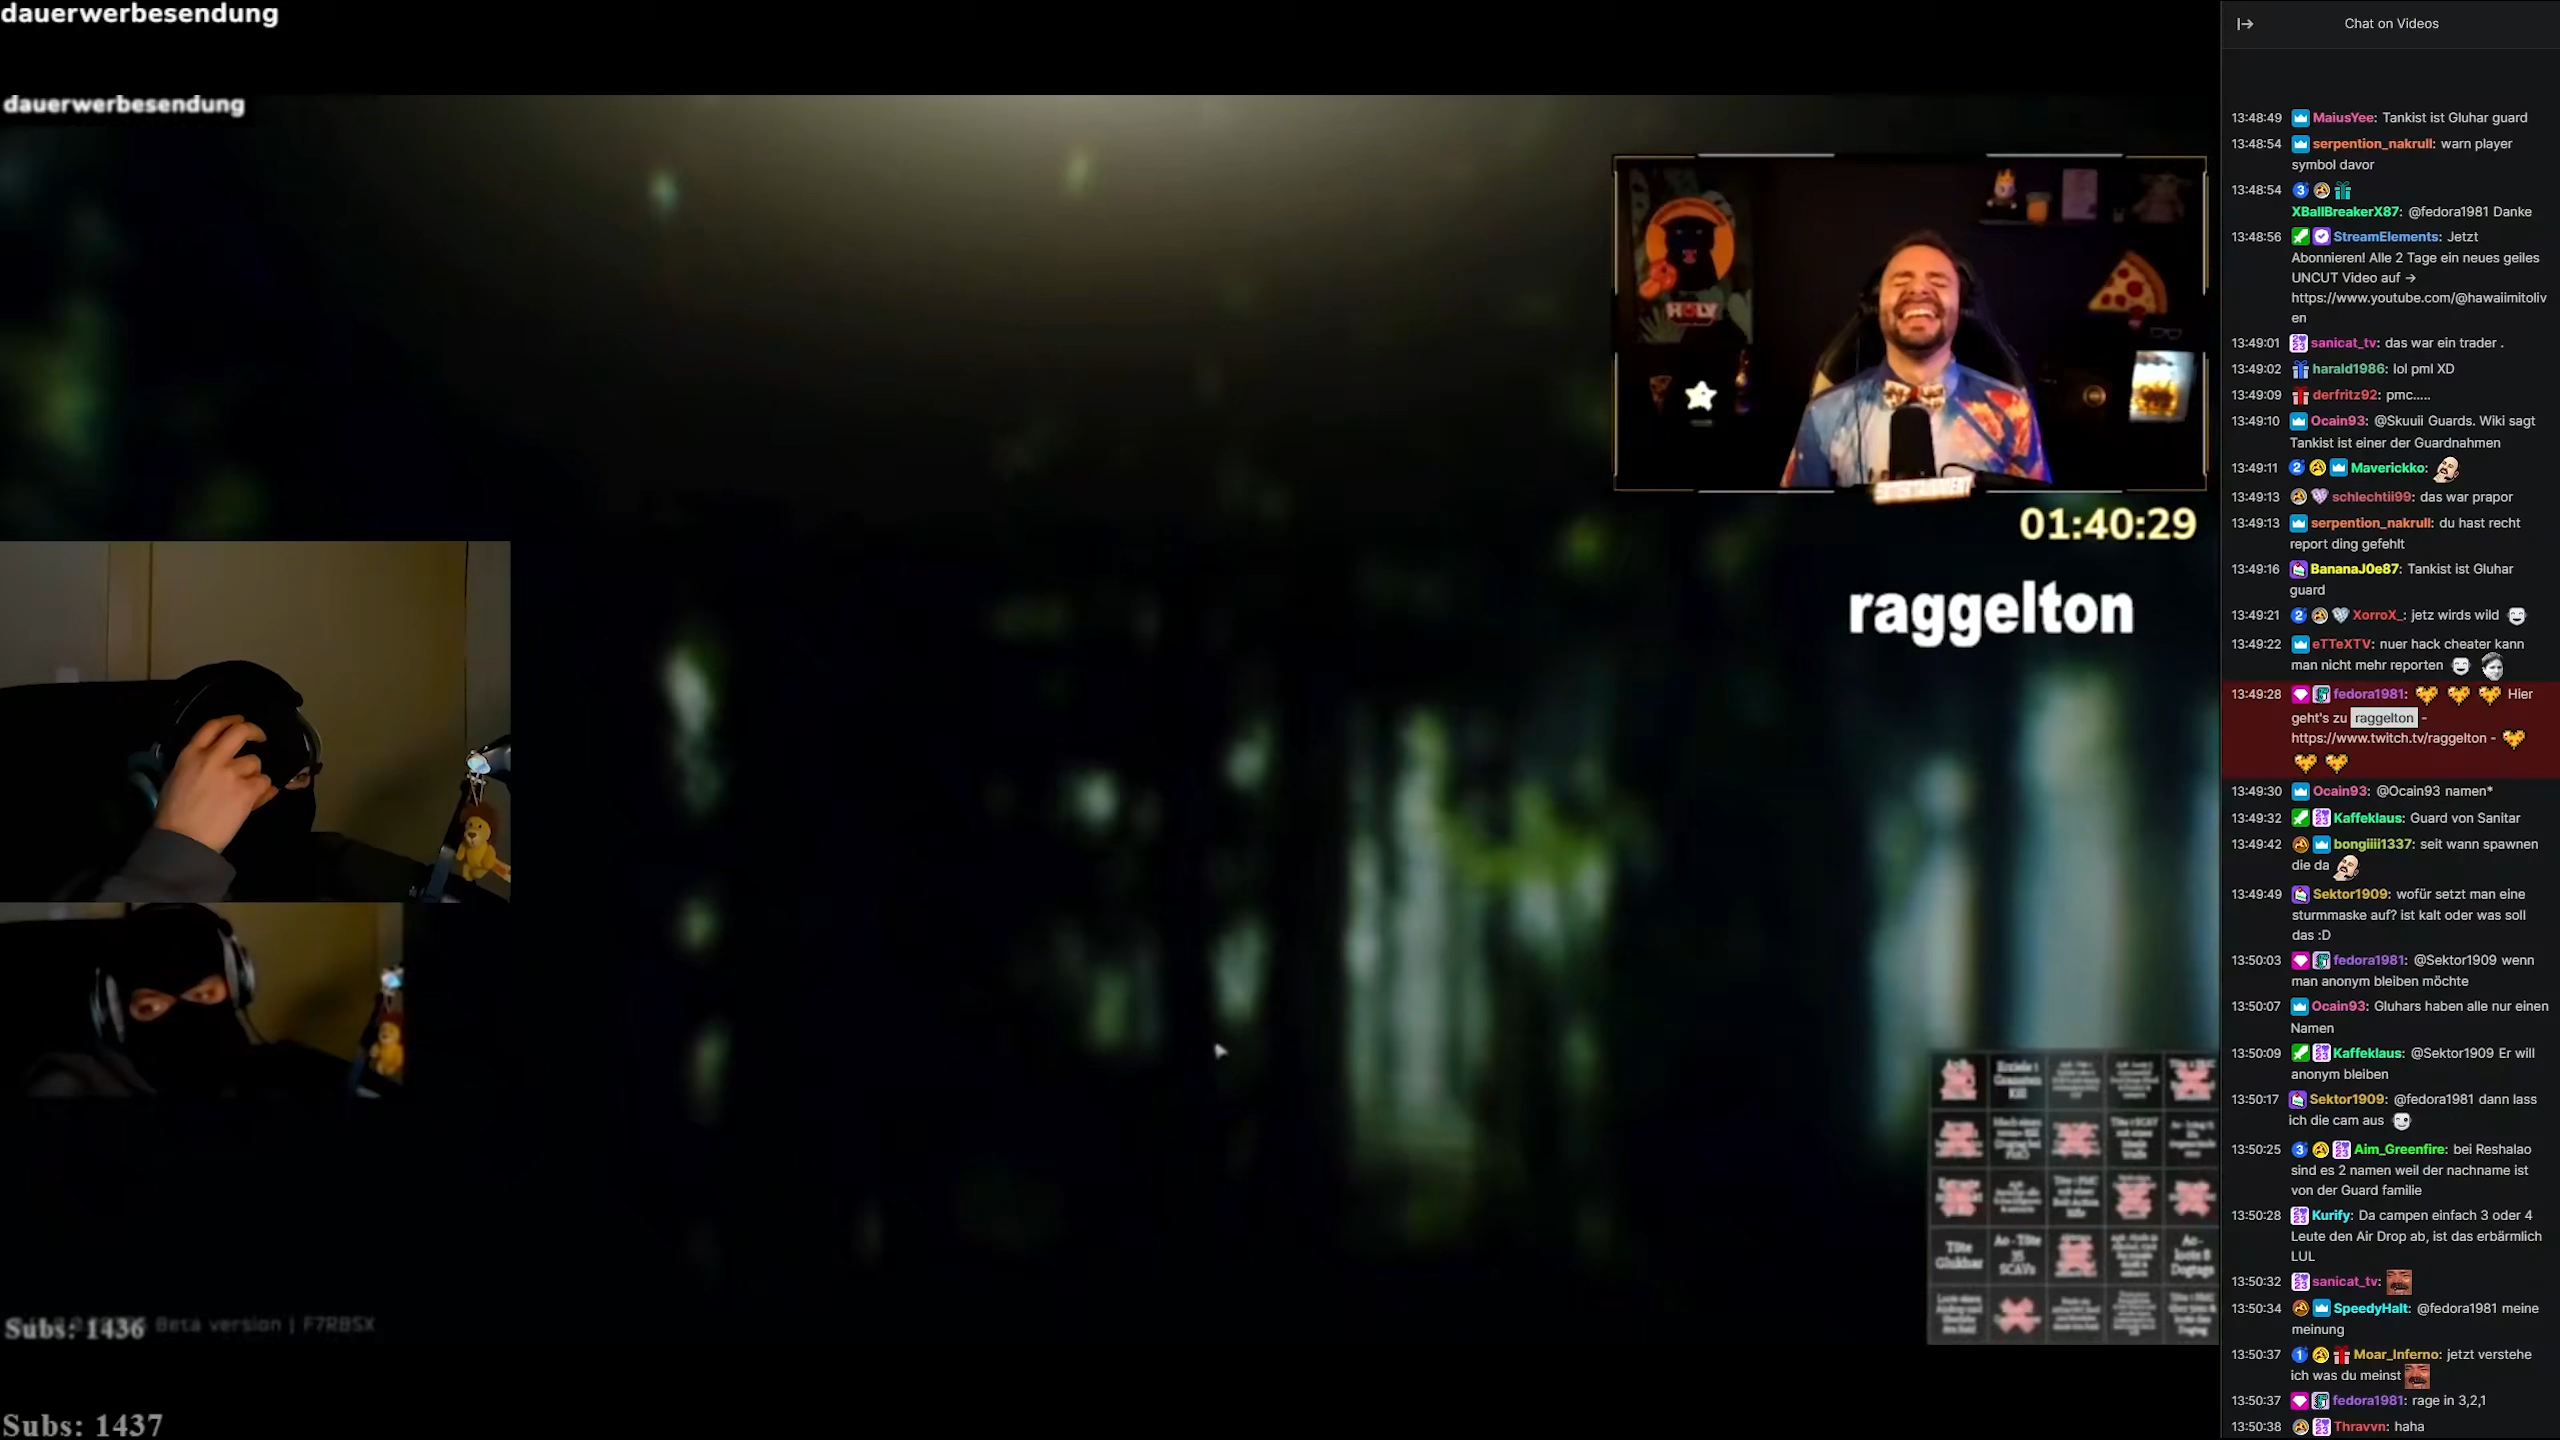 dauerwerbesendung
dauerwerbesendung
HOLY
ENTERTAINMENT
01:40:29
raggelton
Töte
Glukhar
Ao - Töte
35
SCAVs
Subs: 1436
Beta version | F7RBSX
Subs: 1437
Chat on Videos
13:48:49 MaiusYee: Tankist ist Gluhar guard
13:48:54 serpention_nakrull: warn player
symbol davor
13:48:54 3
XBallBreakerX87: @fedora1981 Danke
13:48:56 StreamElements: Jetzt
Abonnieren! Alle 2 Tage ein neues geiles
UNCUT Video auf →
https://www.youtube.com/@hawaiimitoliv
en
13:49:01 sanicat_tv: das war ein trader .
13:49:02 harald1986: lol pml XD
13:49:09 derfritz92: pmc.....
13:49:10 Ocain93: @Skuuii Guards. Wiki sagt
Tankist ist einer der Guardnahmen
13:49:11 2 Maverickko:
13:49:13 schlechtii99: das war prapor
13:49:13 serpention_nakrull: du hast recht
report ding gefehlt
13:49:16 BananaJ0e87: Tankist ist Gluhar
guard
13:49:21 2 XorroX_: jetz wirds wild
13:49:22 eTTeXTV: nuer hack cheater kann
man nicht mehr reporten
13:49:28 fedora1981: Hier
geht's zu raggelton -
https://www.twitch.tv/raggelton -
13:49:30 Ocain93: @Ocain93 namen*
13:49:32 Kaffeklaus: Guard von Sanitar
13:49:42 bongiiii1337: seit wann spawnen
die da
13:49:49 Sektor1909: wofür setzt man eine
sturmmaske auf? ist kalt oder was soll
das :D
13:50:03 fedora1981: @Sektor1909 wenn
man anonym bleiben möchte
13:50:07 Ocain93: Gluhars haben alle nur einen
Namen
13:50:09 Kaffeklaus: @Sektor1909 Er will
anonym bleiben
13:50:17 Sektor1909: @fedora1981 dann lass
ich die cam aus
13:50:25 3 Aim_Greenfire: bei Reshalao
sind es 2 namen weil der nachname ist
von der Guard familie
13:50:28 Kurify: Da campen einfach 3 oder 4
Leute den Air Drop ab, ist das erbärmlich
LUL
13:50:32 sanicat_tv:
13:50:34 SpeedyHalt: @fedora1981 meine
meinung
13:50:37 1 Moar_Inferno: jetzt verstehe
ich was du meinst
13:50:37 fedora1981: rage in 3,2,1
13:50:38 Thravvn: haha